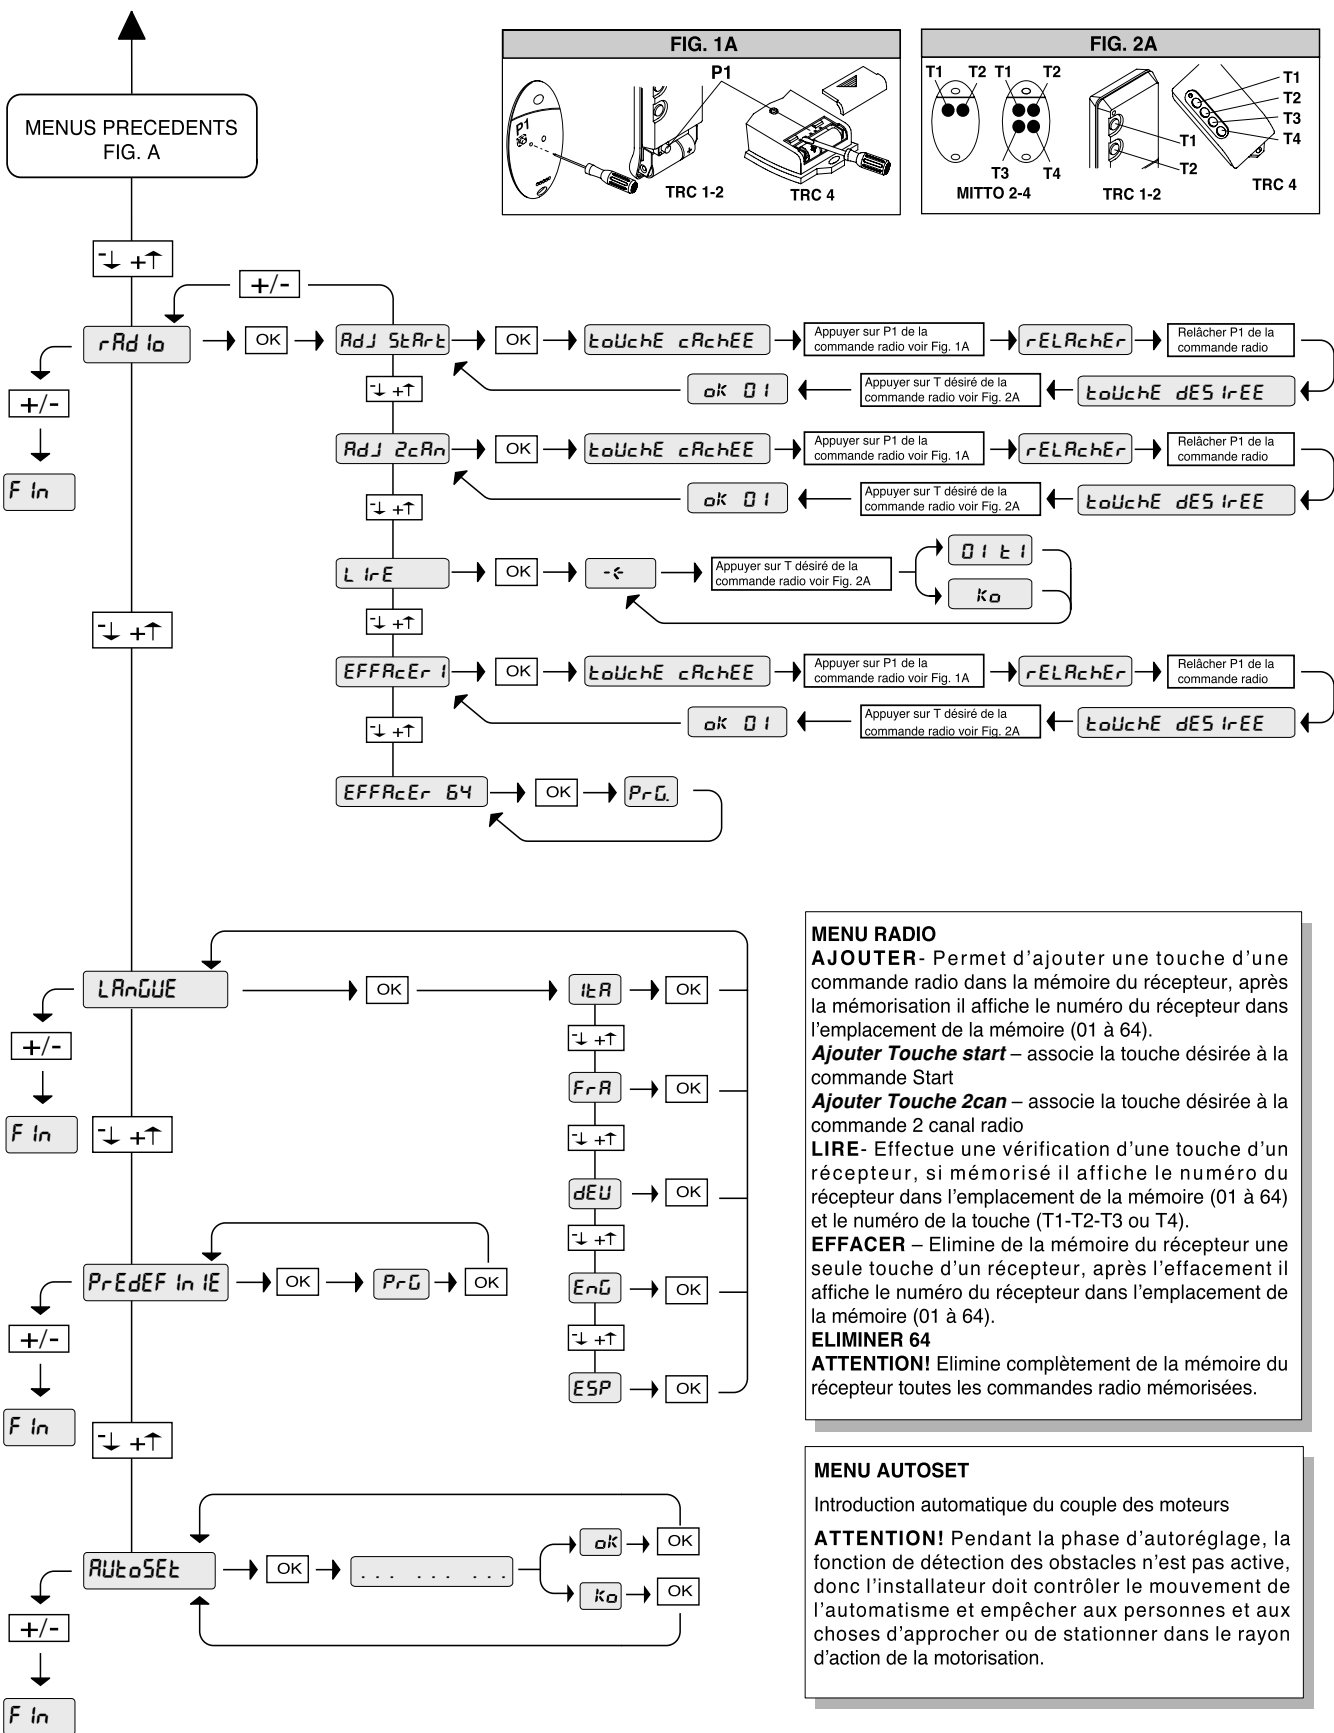 FIG. 1A
P1
P1
TRC 1-2
TRC 4
FIG. 2A
T1 T2 T1 T2
T3 T4
MITTO 2-4
T1
T2
TRC 1-2
T1
T2
T3
T4
TRC 4
MENUS PRECEDENTS
FIG. A
-↓ +↑
+/-
rAdIo
OK
AdJ StArt
OK
toUchE cAchEE
Appuyer sur P1 de la
commande radio voir Fig. 1A
rELAchEr
Relâcher P1 de la
commande radio
toUchE dESIrEE
Appuyer sur T désiré de la
commande radio voir Fig. 2A
oK 01
+/-
FIn
-↓ +↑
AdJ 2cAn
OK
toUchE cAchEE
Appuyer sur P1 de la
commande radio voir Fig. 1A
rELAchEr
Relâcher P1 de la
commande radio
toUchE dESIrEE
Appuyer sur T désiré de la
commande radio voir Fig. 2A
oK 01
-↓ +↑
LIrE
OK
-<-
Appuyer sur T désiré de la
commande radio voir Fig. 2A
01 t1
Ko
-↓ +↑
-↓ +↑
EFFAcEr 1
OK
toUchE cAchEE
Appuyer sur P1 de la
commande radio voir Fig. 1A
rELAchEr
Relâcher P1 de la
commande radio
toUchE dESIrEE
Appuyer sur T désiré de la
commande radio voir Fig. 2A
oK 01
-↓ +↑
EFFAcEr 64
OK
PrG.
LAnGUE
OK
ItA
OK
-↓ +↑
FrA
OK
-↓ +↑
dEU
OK
-↓ +↑
EnG
OK
-↓ +↑
ESP
OK
+/-
FIn
-↓ +↑
PrEdEFInIE
OK
PrG
OK
+/-
FIn
-↓ +↑
AUtoSEt
OK
... ... ...
oK
OK
Ko
OK
+/-
FIn
MENU RADIO
AJOUTER- Permet d'ajouter une touche d'une
commande radio dans la mémoire du récepteur, après
la mémorisation il affiche le numéro du récepteur dans
l'emplacement de la mémoire (01 à 64).
Ajouter Touche start – associe la touche désirée à la
commande Start
Ajouter Touche 2can – associe la touche désirée à la
commande 2 canal radio
LIRE- Effectue une vérification d'une touche d'un
récepteur, si mémorisé il affiche le numéro du
récepteur dans l'emplacement de la mémoire (01 à 64)
et le numéro de la touche (T1-T2-T3 ou T4).
EFFACER – Elimine de la mémoire du récepteur une
seule touche d'un récepteur, après l'effacement il
affiche le numéro du récepteur dans l'emplacement de
la mémoire (01 à 64).
ELIMINER 64
ATTENTION! Elimine complètement de la mémoire du
récepteur toutes les commandes radio mémorisées.
MENU AUTOSET
Introduction automatique du couple des moteurs
ATTENTION! Pendant la phase d'autoréglage, la
fonction de détection des obstacles n'est pas active,
donc l'installateur doit contrôler le mouvement de
l'automatisme et empêcher aux personnes et aux
choses d'approcher ou de stationner dans le rayon
d'action de la motorisation.